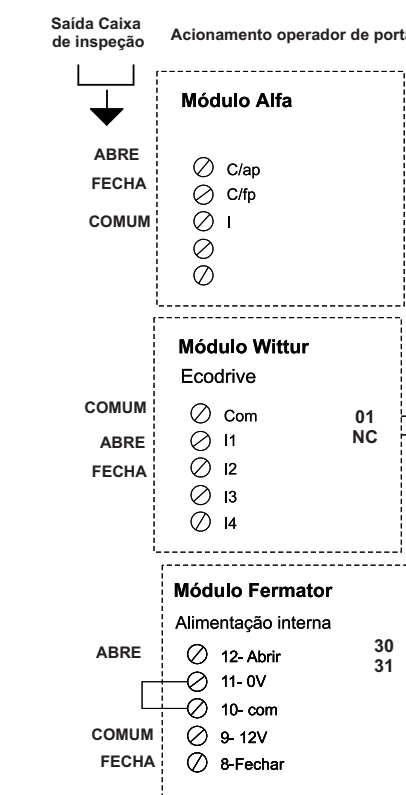 Saída Caixa
de inspeção
Acionamento operador de porta
Módulo Alfa
ABRE
C/ap
FECHA
C/fp
COMUM
I
Módulo Wittur
Ecodrive
COMUM
Com
01
ABRE
I1
NC
FECHA
I2
I3
I4
Módulo Fermator
Alimentação interna
ABRE
12- Abrir
30
11- 0V
31
10- com
COMUM
9- 12V
FECHA
8-Fechar